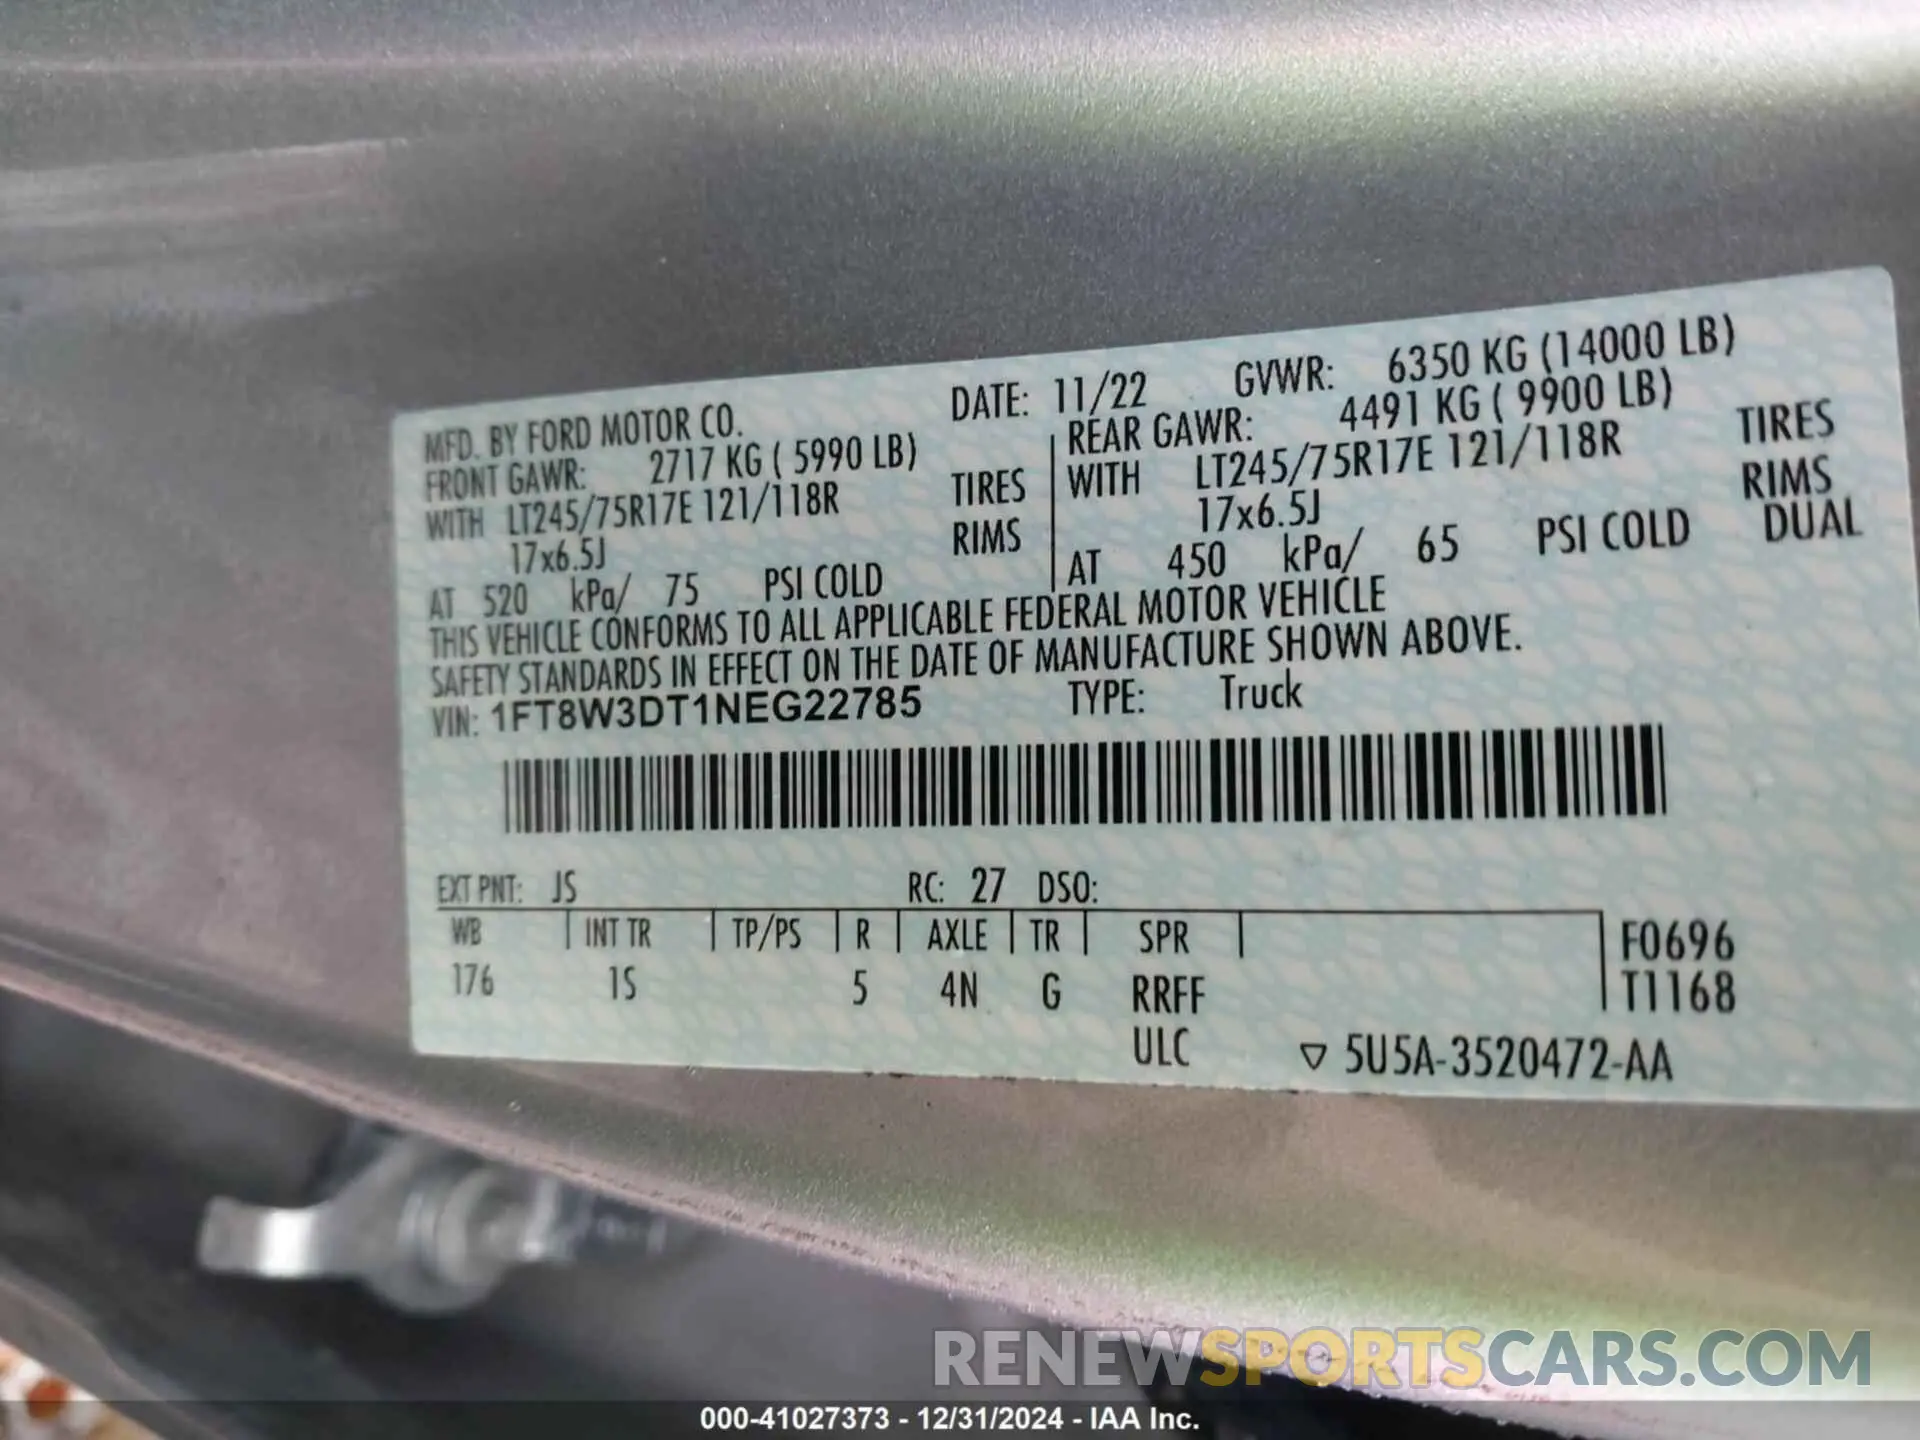 MFD. BY FORD MOTOR CO. DATE: 11/22 GVWR: 6350 KG (14000 LB)
FRONT GAWR: 2717 KG ( 5990 LB) REAR GAWR: 4491 KG ( 9900 LB)
WITH LT245/75R17E 121/118R TIRES WITH LT245/75R17E 121/118R TIRES
17x6.5J RIMS 17x6.5J RIMS
AT 520 kPa/ 75 PSI COLD AT 450 kPa/ 65 PSI COLD DUAL
THIS VEHICLE CONFORMS TO ALL APPLICABLE FEDERAL MOTOR VEHICLE
SAFETY STANDARDS IN EFFECT ON THE DATE OF MANUFACTURE SHOWN ABOVE.
VIN: 1FT8W3DT1NEG22785 TYPE: Truck
EXT PNT: JS RC: 27 DSO:
WB INT TR TP/PS R AXLE TR SPR F0696
176 1S 5 4N G RRFF T1168
ULC ▽ 5U5A-3520472-AA
RENEWSPORTSCARS.COM
000-41027373 - 12/31/2024 - IAA Inc.